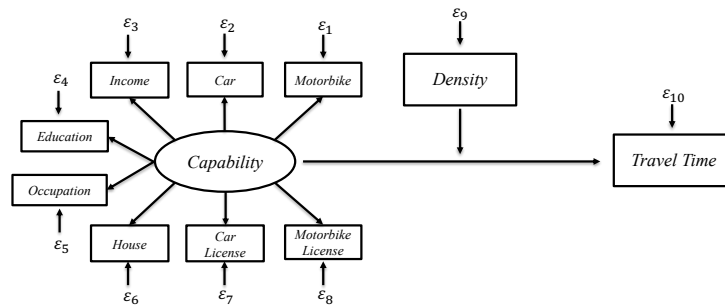 ε₃
ε₂
ε₁
ε₉
Income
Car
Motorbike
Density
ε₄
ε₁₀
Education
Capability
Travel Time
Occupation
ε₅
House
Car
License
Motorbike
License
ε₆
ε₇
ε₈